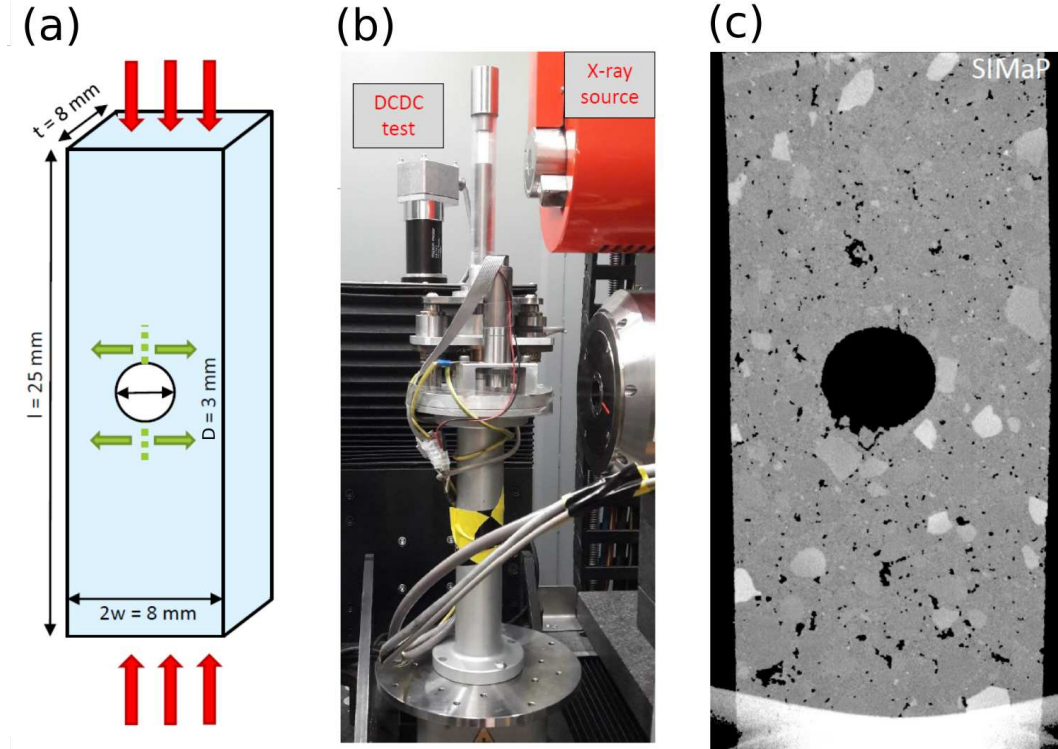 (a)
(b)
(c)
t = 8 mm
l = 25 mm
D = 3 mm
2w = 8 mm
DCDC
test
X-ray
source
SIMaP